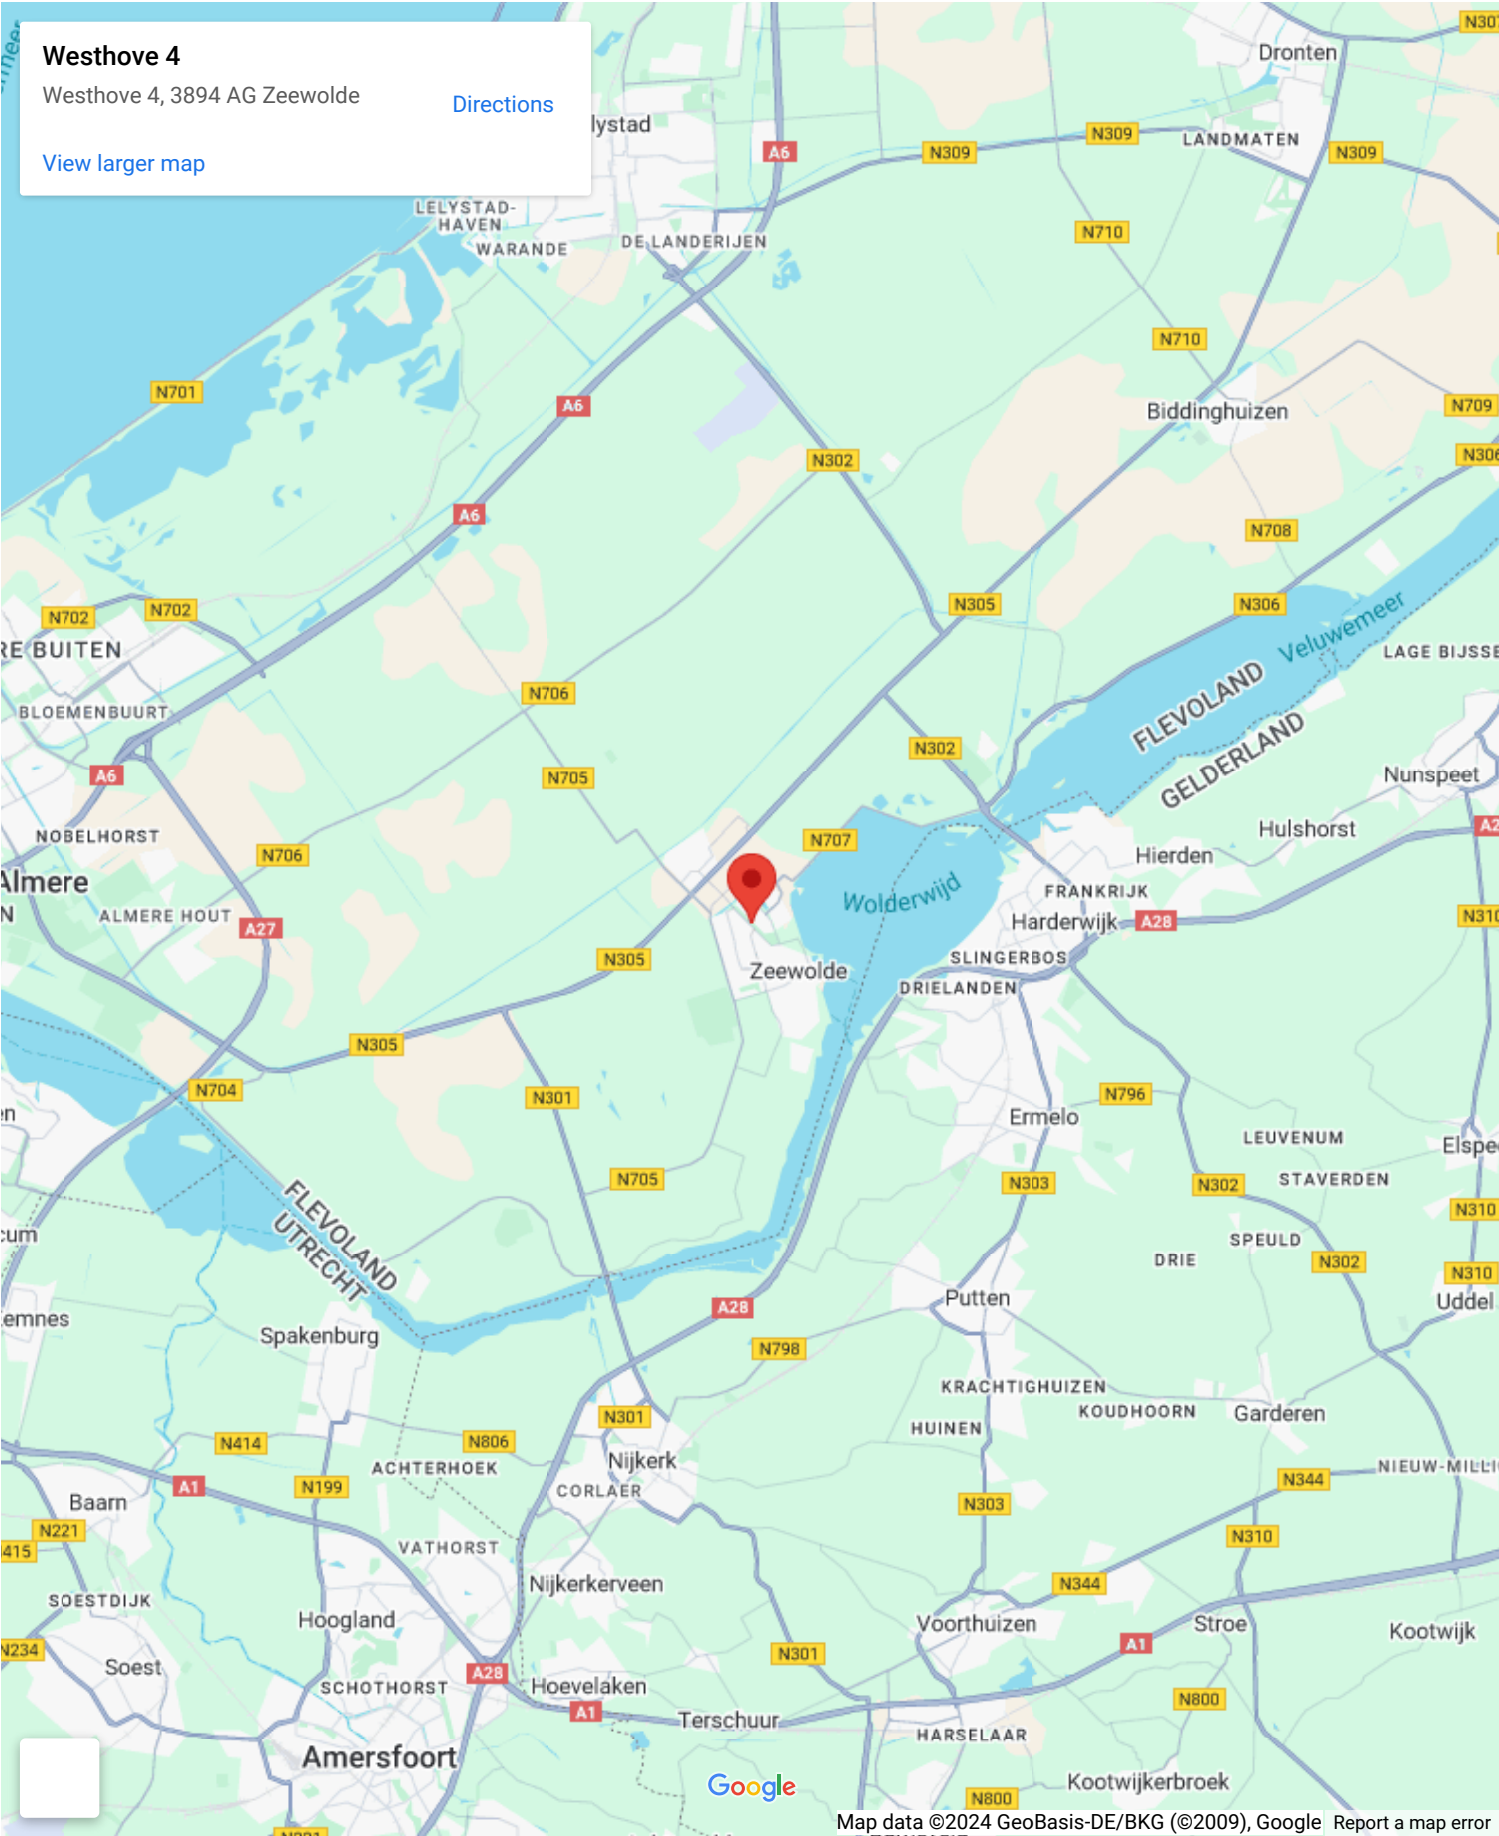 Westhove 4
Westhove 4, 3894 AG Zeewolde
Directions
View larger map
Dronten
N309
N309
LANDMATEN
N309
A6
LELYSTAD-
HAVEN
WARANDE
DE LANDERIJEN
N710
N710
N701
A6
Biddinghuizen
N709
N302
N306
A6
N708
N702
N702
N305
N306
Veluwemeer
BLOEMENBUURT
N706
FLEVOLAND
GELDERLAND
N302
A6
N705
Nunspeet
NOBELHORST
N706
N707
Hulshorst
Hierden
Almere
Wolderwijd
FRANKRIJK
ALMERE HOUT
A27
Harderwijk
A28
N305
SLINGERBOS
Zeewolde
DRIELANDEN
N305
N704
N301
N796
Ermelo
LEUVENUM
N705
N303
N302
STAVERDEN
FLEVOLAND
UTRECHT
N310
SPEULD
DRIE
N302
N310
Putten
Uddel
A28
Spakenburg
N798
KRACHTIGHUIZEN
KOUDHOORN
Garderen
N301
HUINEN
N414
N806
Nijkerk
ACHTERHOEK
A1
N199
CORLAER
N344
Baarn
N303
N221
N310
VATHORST
Nijkerkerveen
N344
SOESTDIJK
Hoogland
Voorthuizen
Stroe
Kootwijk
N234
N301
A1
Soest
A28
SCHOTHORST
Hoevelaken
A1
N800
Terschuur
HARSELAAR
Amersfoort
Google
Kootwijkerbroek
N800
Map data ©2024 GeoBasis-DE/BKG (©2009), Google
Report a map error